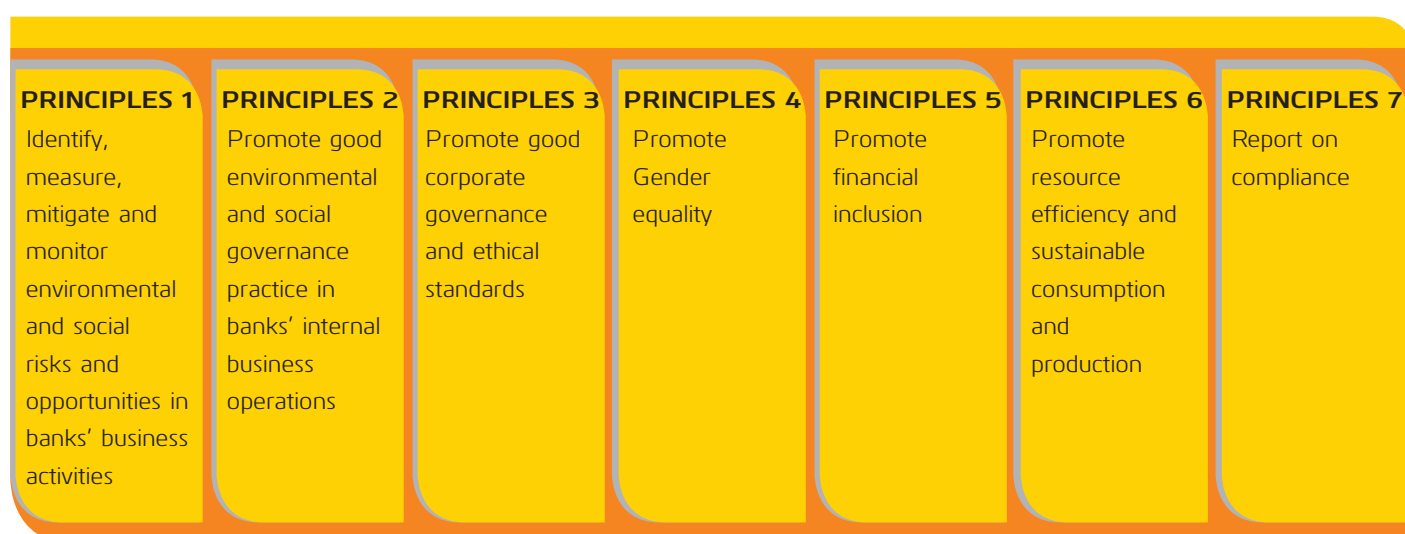 PRINCIPLES 1
Identify,
measure,
mitigate and
monitor
environmental
and social
risks and
opportunities in
banks' business
activities
PRINCIPLES 2
Promote good
environmental
and social
governance
practice in
banks' internal
business
operations
PRINCIPLES 3
Promote good
corporate
governance
and ethical
standards
PRINCIPLES 4
Promote
Gender
equality
PRINCIPLES 5
Promote
financial
inclusion
PRINCIPLES 6
Promote
resource
efficiency and
sustainable
consumption
and
production
PRINCIPLES 7
Report on
compliance